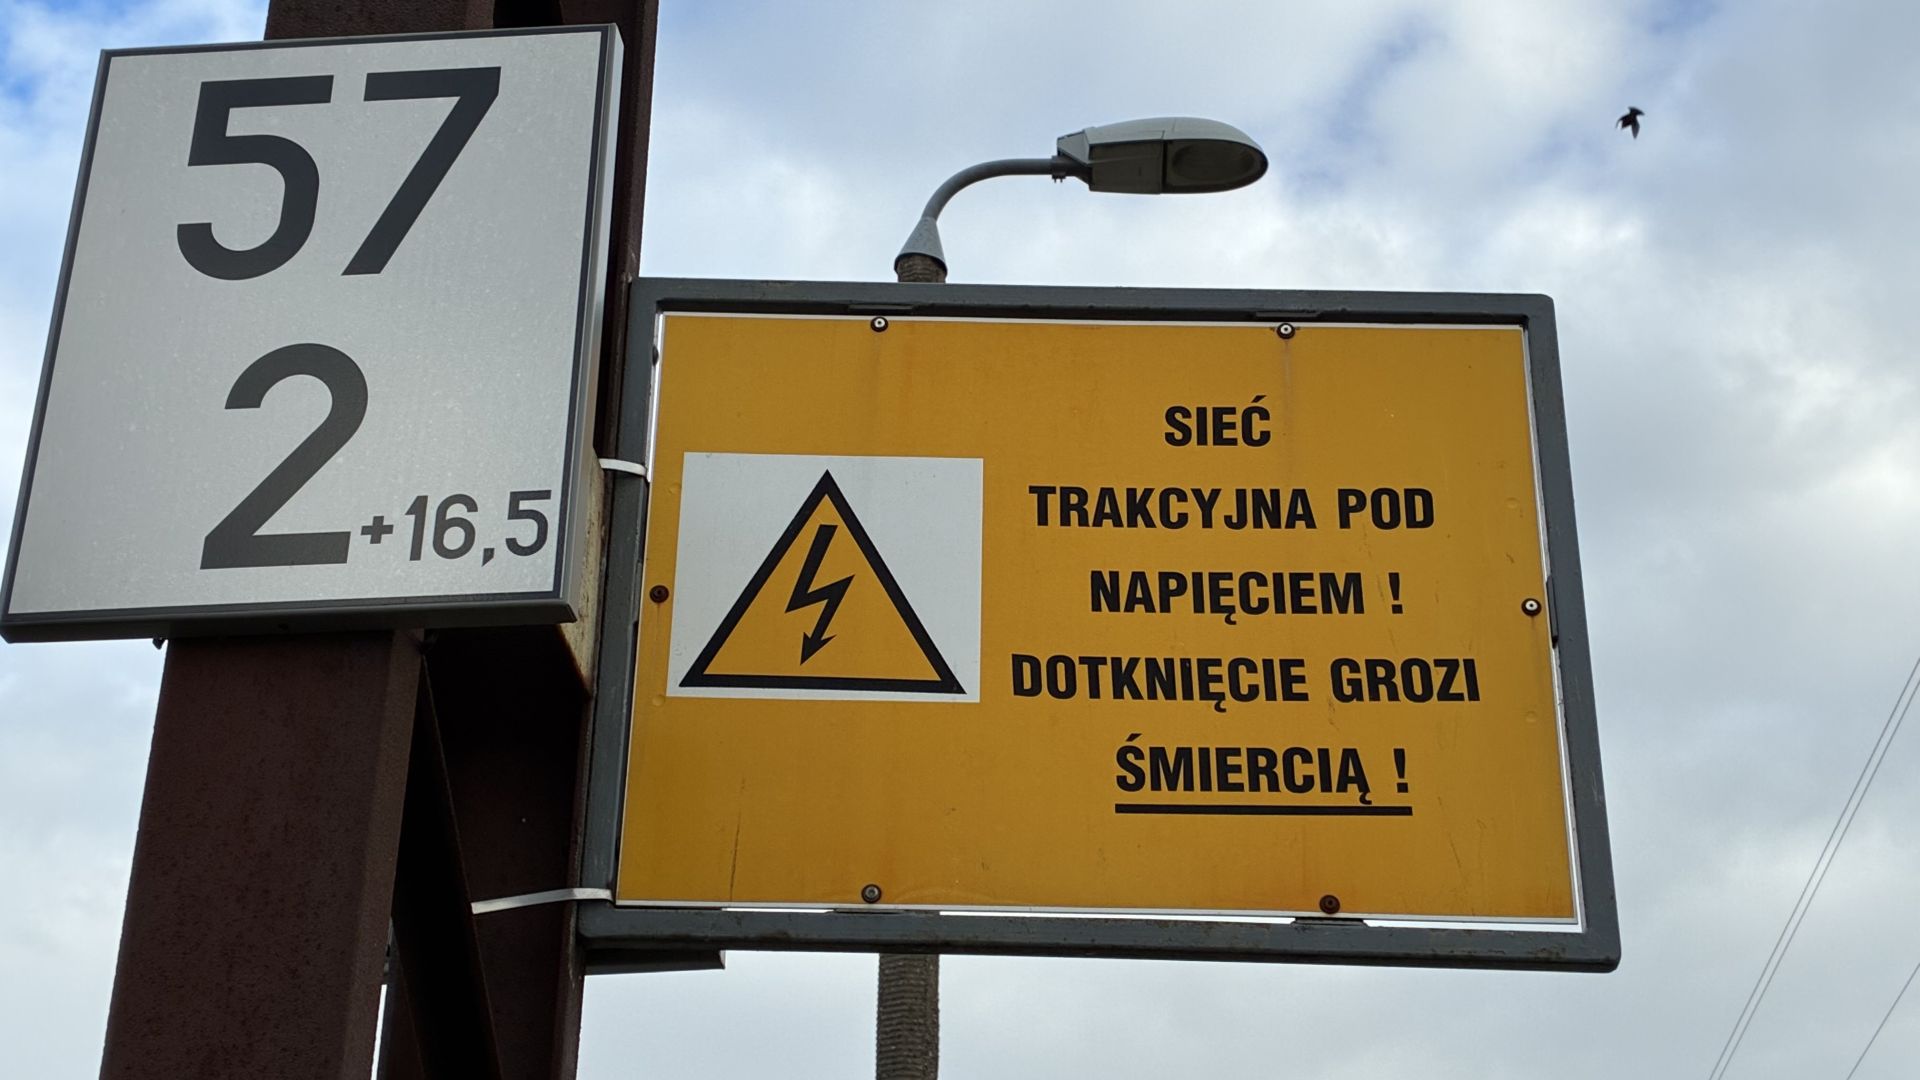 57
2+16,5
SIEĆ
TRAKCYJNA POD
NAPIĘCIEM !
DOTKNIĘCIE GROZI
ŚMIERCIĄ !